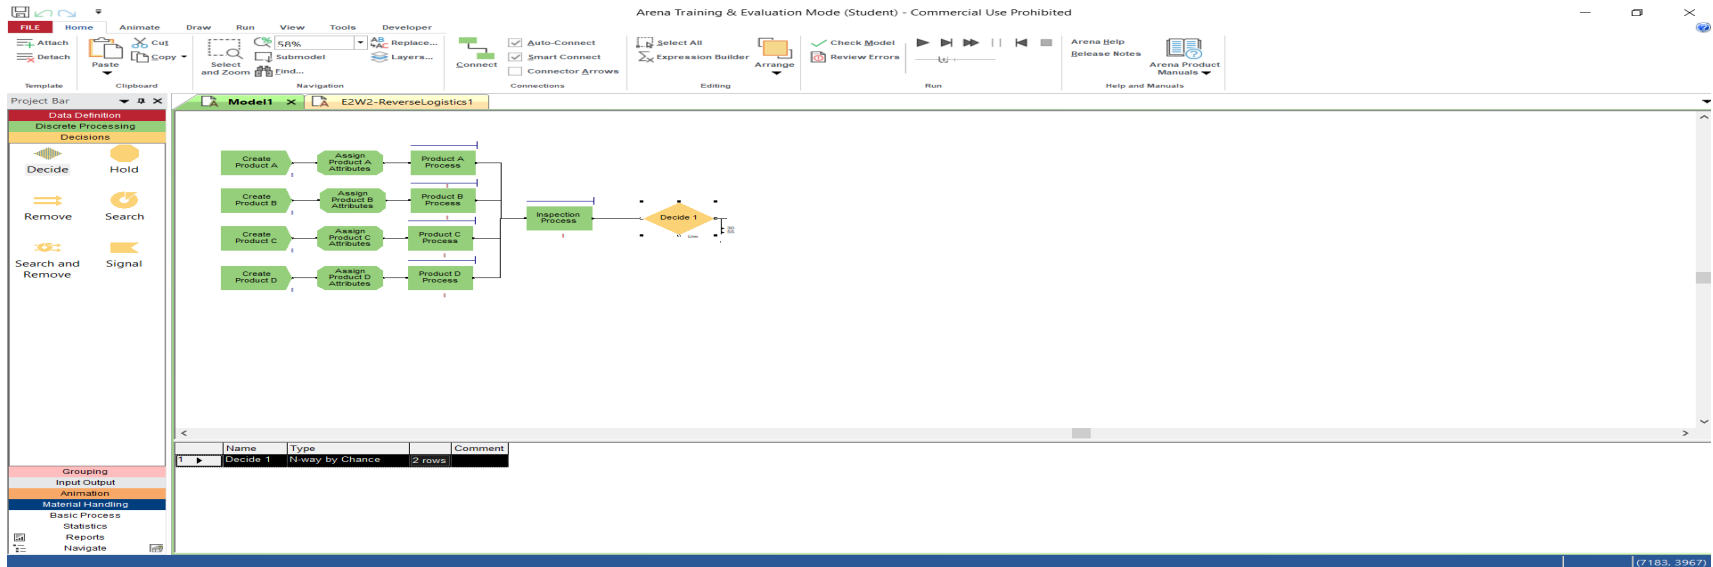 Arena Training & Evaluation Mode (Student) - Commercial Use Prohibited
FILE Home Animate Draw Run View Tools Developer
Attach Cut 58% Replace... Auto-Connect Select All Check Model Arena Help
Detach Paste Copy Select and Zoom Submodel Layers... Connect Smart Connect Expression Builder Arrange Review Errors Release Notes
Find... Connector Arrows Arena Product Manuals
Template Clipboard Navigation Connections Editing Run Help and Manuals
Project Bar Model1 E2W2-ReverseLogistics1
Data Definition
Discrete Processing
Decisions
Decide Hold
Remove Search
Search and Remove Signal
Grouping
Input Output
Animation
Material Handling
Basic Process
Statistics
Reports
Navigate
Create Product A Assign Product A Attributes Product A Process
Create Product B Assign Product B Attributes Product B Process
Inspection Process Decide 1
Create Product C Assign Product C Attributes Product C Process
Create Product D Assign Product D Attributes Product D Process
Name Type Comment
1 Decide 1 N-way by Chance 2 rows
(7183, 3967)